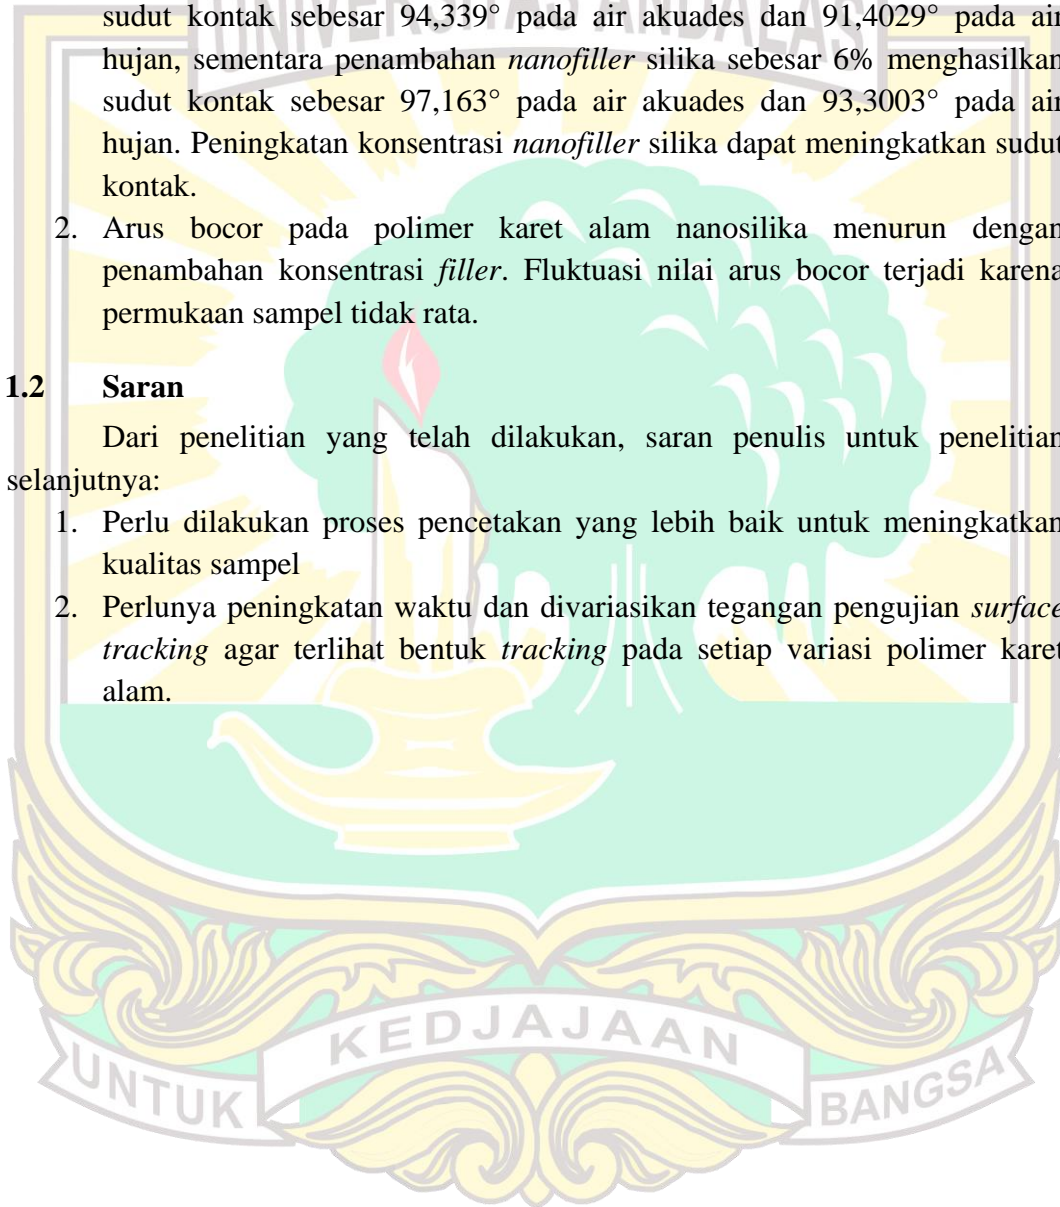 UNIVERSITAS ANDALAS
sudut kontak sebesar 94,339° pada air akuades dan 91,4029° pada air
hujan, sementara penambahan nanofiller silika sebesar 6% menghasilkan
sudut kontak sebesar 97,163° pada air akuades dan 93,3003° pada air
hujan. Peningkatan konsentrasi nanofiller silika dapat meningkatkan sudut
kontak.
2. Arus bocor pada polimer karet alam nanosilika menurun dengan
penambahan konsentrasi filler. Fluktuasi nilai arus bocor terjadi karena
permukaan sampel tidak rata.
1.2 Saran
Dari penelitian yang telah dilakukan, saran penulis untuk penelitian
selanjutnya:
1. Perlu dilakukan proses pencetakan yang lebih baik untuk meningkatkan
kualitas sampel
2. Perlunya peningkatan waktu dan divariasikan tegangan pengujian surface
tracking agar terlihat bentuk tracking pada setiap variasi polimer karet
alam.
UNTUK KEDJAJAAN BANGSA